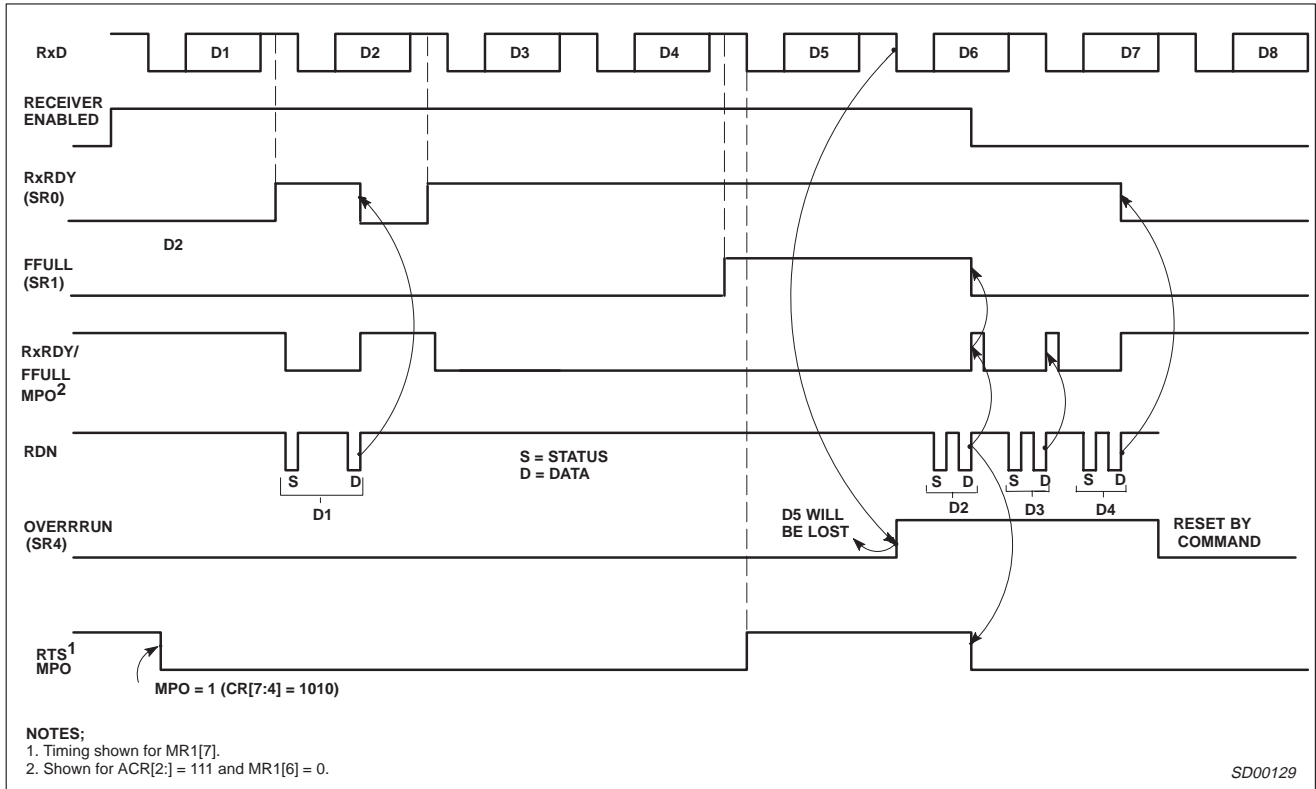 RxD D1 D2 D3 D4 D5 D6 D7 D8
RECEIVER
ENABLED
RxRDY
(SR0)
D2
FFULL
(SR1)
RxRDY/
FFULL
MPO2
RDN
S = STATUS
D = DATA
S D S D S D S D
D1 D2 D3 D4
OVERRRUN
(SR4)
D5 WILL
BE LOST
RESET BY
COMMAND
RTS1
MPO
MPO = 1 (CR[7:4] = 1010)
NOTES;
1. Timing shown for MR1[7].
2. Shown for ACR[2:] = 111 and MR1[6] = 0.
SD00129